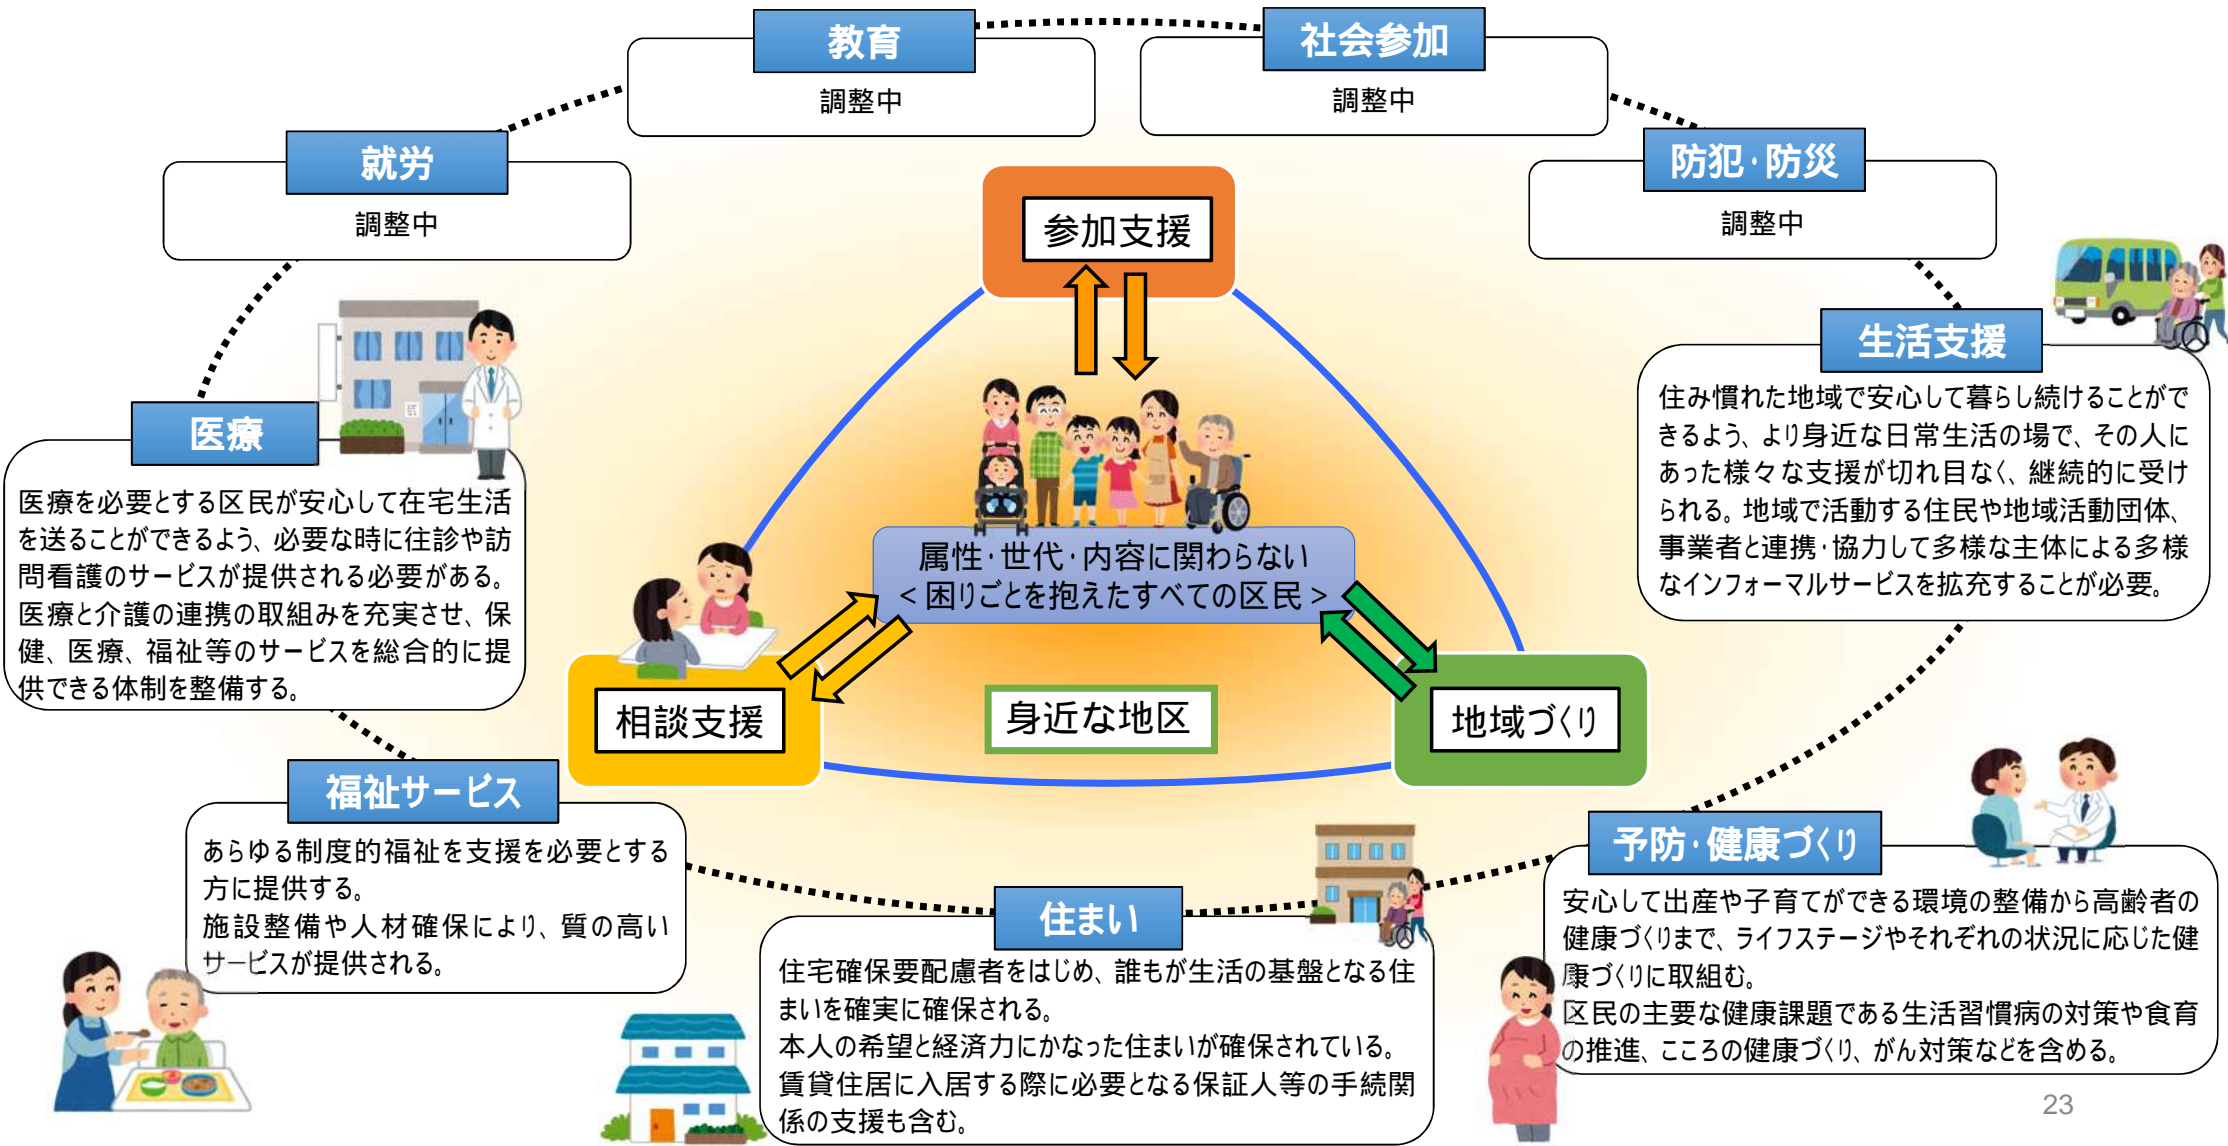 教育
調整中
社会参加
調整中
就労
調整中
防犯・防災
調整中
参加支援
生活支援
住み慣れた地域で安心して暮らし続けることがで
きるよう、より身近な日常生活の場で、その人に
あった様々な支援が切れ目なく、継続的に受け
られる。地域で活動する住民や地域活動団体、
事業者と連携・協力して多様な主体による多様
なインフォーマルサービスを拡充することが必要。
医療
医療を必要とする区民が安心して在宅生活
を送ることができるよう、必要な時に往診や訪
問看護のサービスが提供される必要がある。
医療と介護の連携の取組みを充実させ、保
健、医療、福祉等のサービスを総合的に提
供できる体制を整備する。
属性・世代・内容に関わらない
<困りごとを抱えたすべての区民>
相談支援
身近な地区
地域づくり
福祉サービス
あらゆる制度的福祉を支援を必要とする
方に提供する。
施設整備や人材確保により、質の高い
サービスが提供される。
住まい
住宅確保要配慮者をはじめ、誰もが生活の基盤となる住
まいを確実に確保される。
本人の希望と経済力にかなった住まいが確保されている。
賃貸住居に入居する際に必要となる保証人等の手続関
係の支援も含む。
予防・健康づくり
安心して出産や子育てができる環境の整備から高齢者の
健康づくりまで、ライフステージやそれぞれの状況に応じた健
康づくりに取組む。
区民の主要な健康課題である生活習慣病の対策や食育
の推進、こころの健康づくり、がん対策などを含める。
23